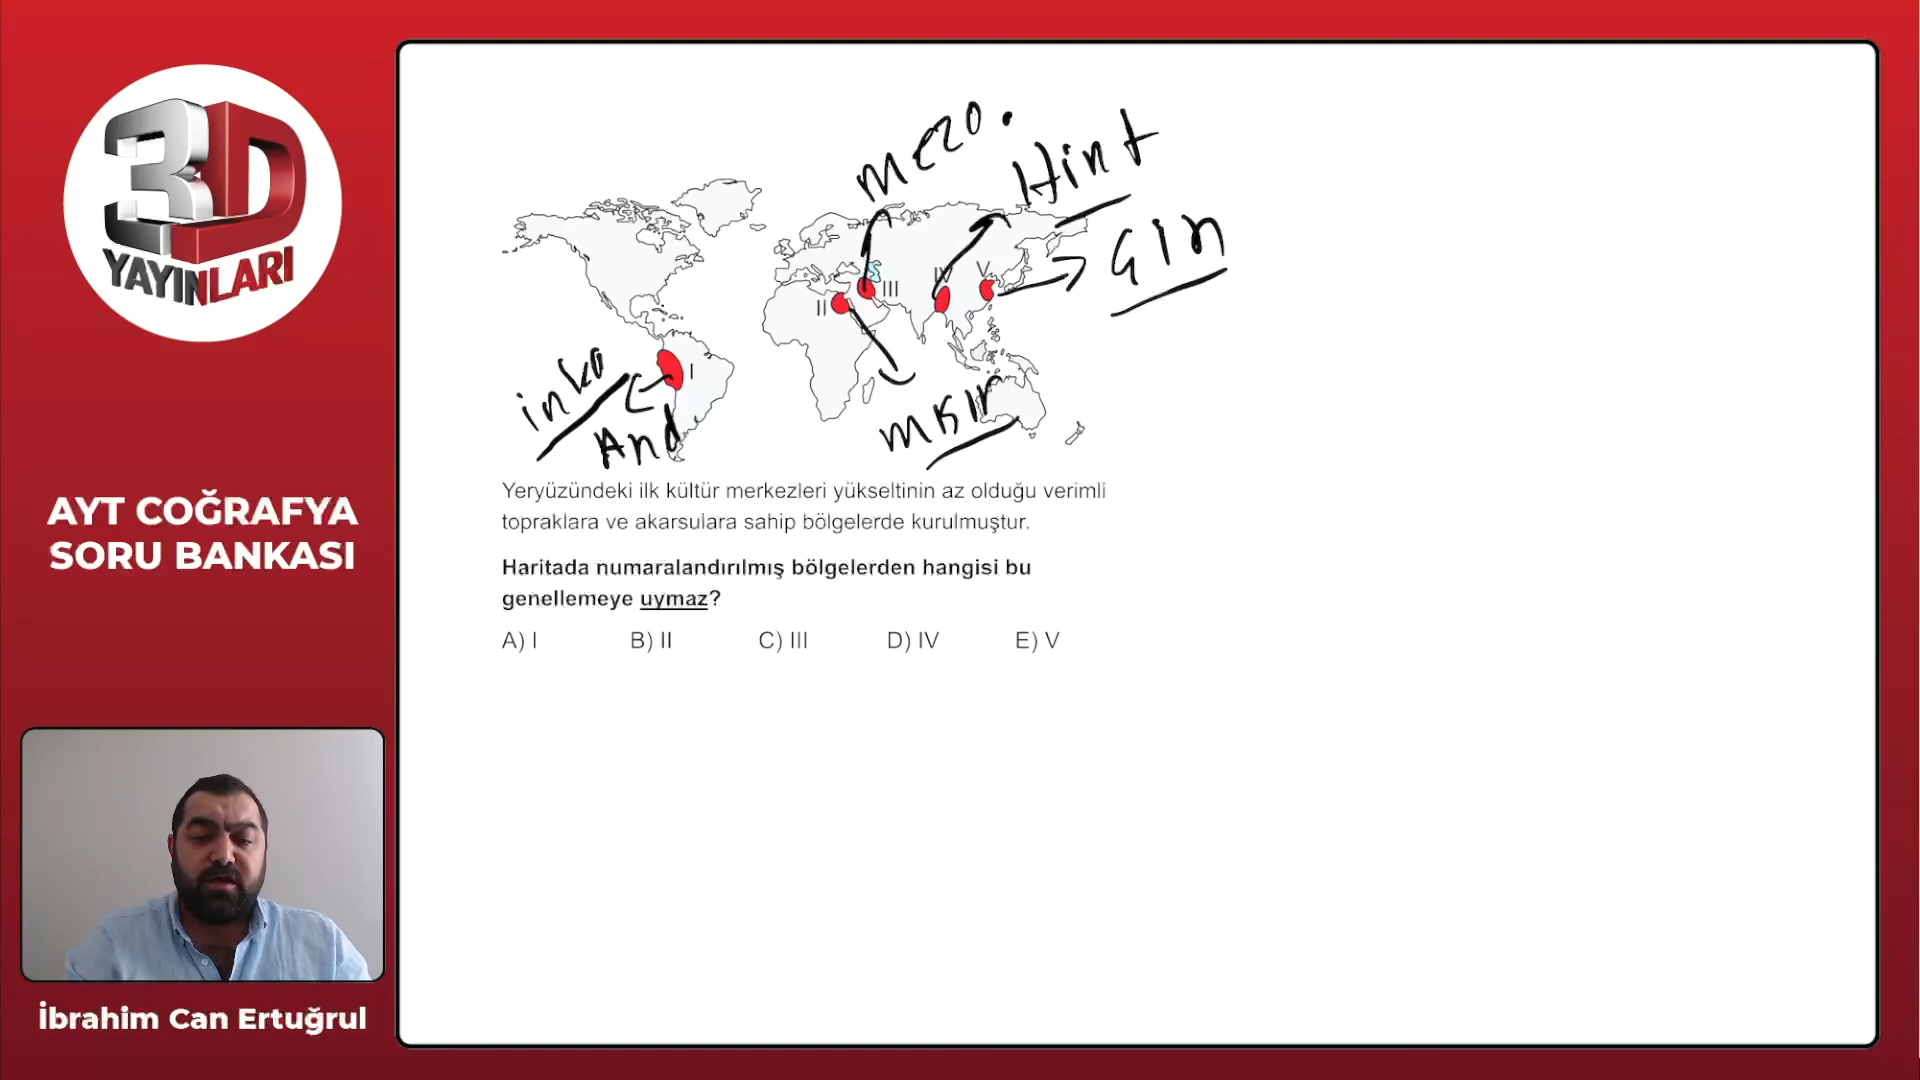 3D
YAYINLARI
AYT COĞRAFYA
SORU BANKASI
İbrahim Can Ertuğrul
mezo.
Hint
Çin
IV
V
III
II
I
inka
And
mısır
Yeryüzündeki ilk kültür merkezleri yükseltinin az olduğu verimli
topraklara ve akarsulara sahip bölgelerde kurulmuştur.
Haritada numaralandırılmış bölgelerden hangisi bu
genellemeye uymaz?
A) I B) II C) III D) IV E) V